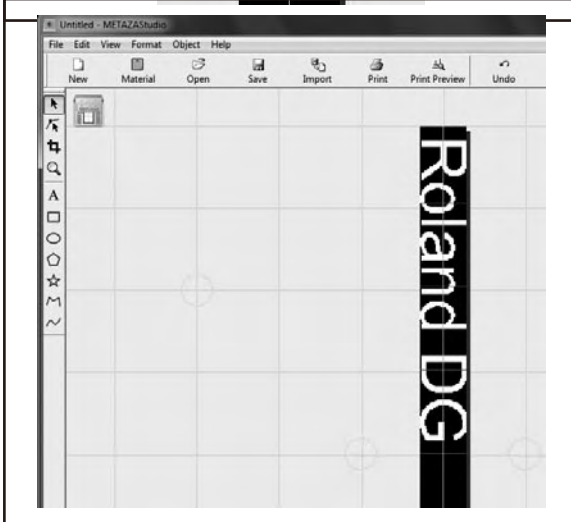 Untitled - METAZAStudio
File Edit View Format Object Help
New Material Open Save Import Print Print Preview Undo
A
Roland DG